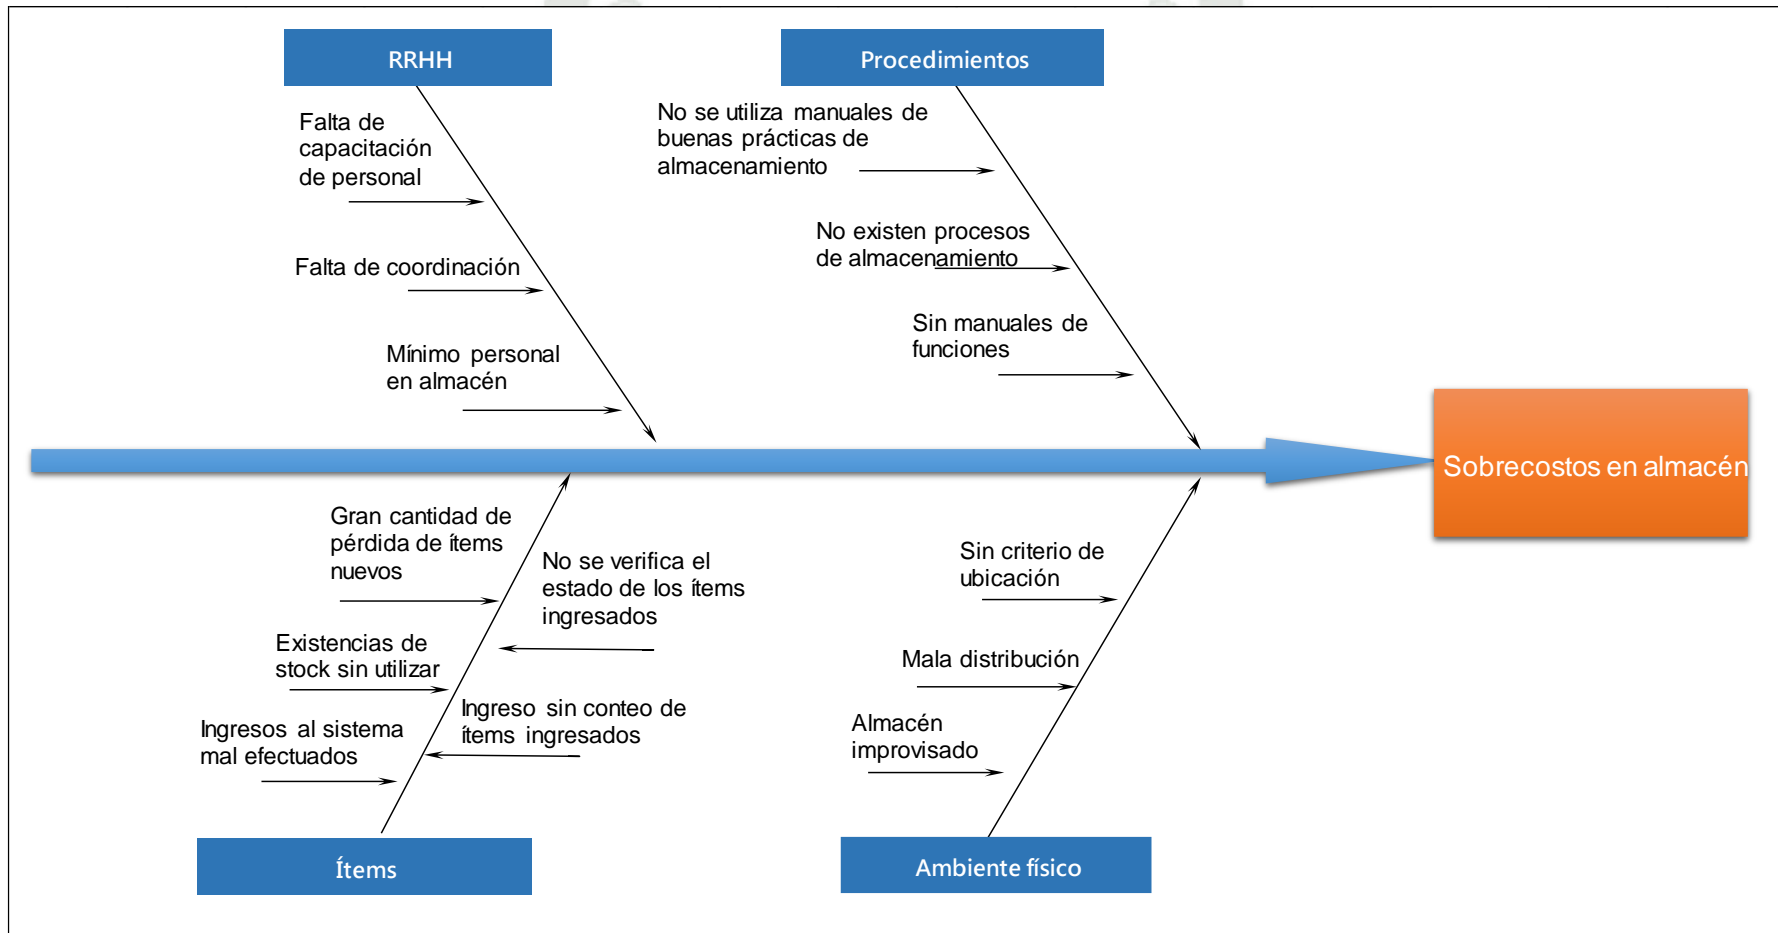 RRHH
Procedimientos
Falta de
capacitación
de personal
Falta de coordinación
Mínimo personal
en almacén
No se utiliza manuales de
buenas prácticas de
almacenamiento
No existen procesos
de almacenamiento
Sin manuales de
funciones
Sobrecostos en almacén
Gran cantidad de
pérdida de ítems
nuevos
No se verifica el
estado de los ítems
ingresados
Existencias de
stock sin utilizar
Ingreso sin conteo de
ítems ingresados
Ingresos al sistema
mal efectuados
Sin criterio de
ubicación
Mala distribución
Almacén
improvisado
Ítems
Ambiente físico